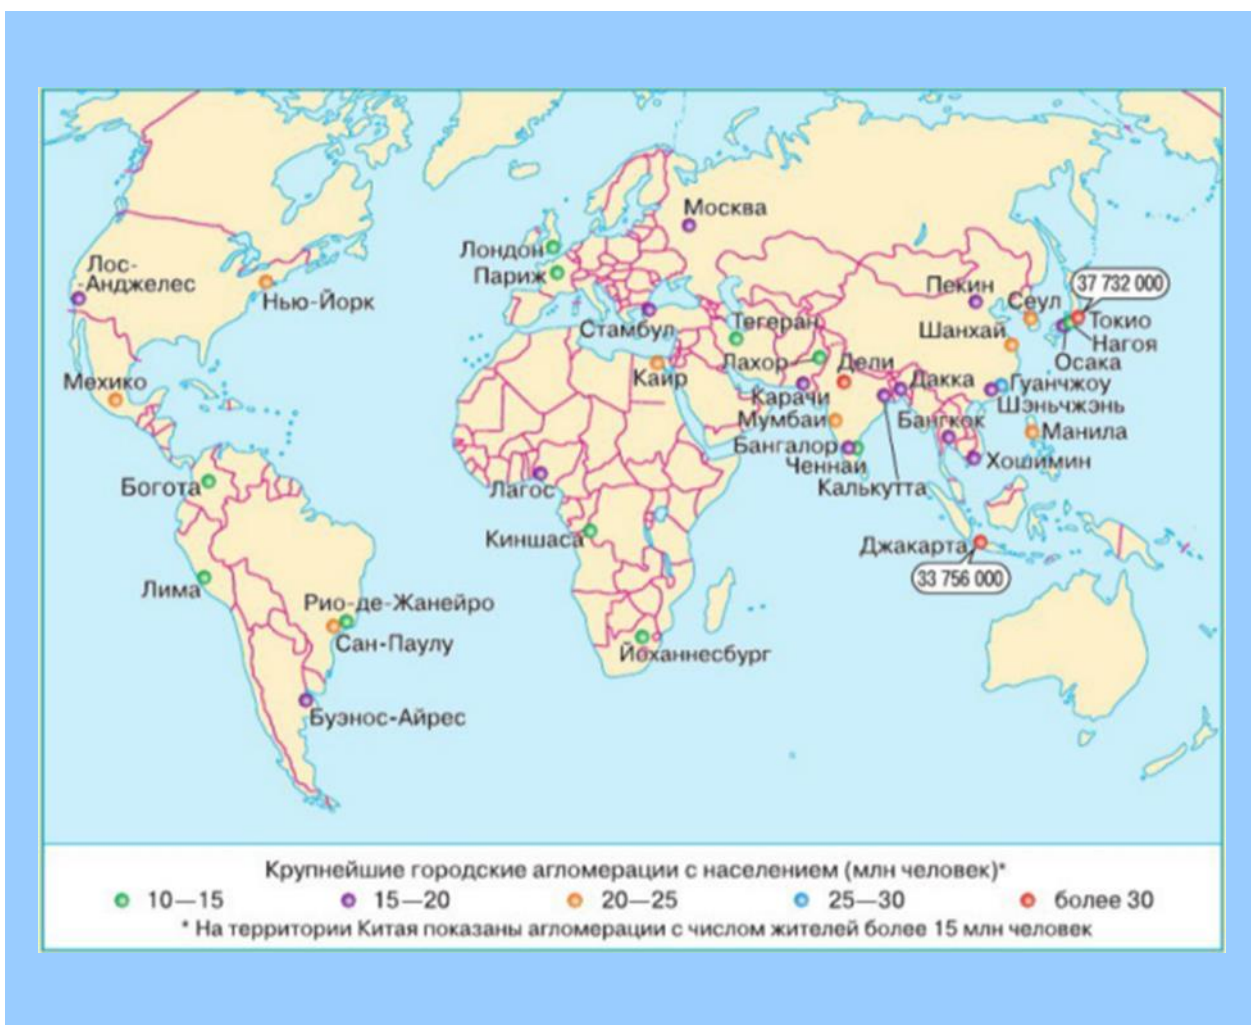 Москва
Лондон
Париж
Лос-
-Анджелес
Нью-Йорк
Пекин
37 732 000
Сеул
Стамбул
Тегеран
Шанхай
Токио
Нагоя
Осака
Мехико
Каир
Лахор
Дели
Дакка
Гуанчжоу
Карачи
Шэньчжэнь
Мумбаи
Бангкок
Манила
Бангалор
Ченнаи
Хошимин
Богота
Лагос
Калькутта
Киншаса
Джакарта
33 756 000
Лима
Рио-де-Жанейро
Сан-Паулу
Йоханнесбург
Буэнос-Айрес
Крупнейшие городские агломерации с населением (млн человек)*
10—15 15—20 20—25 25—30 более 30
* На территории Китая показаны агломерации с числом жителей более 15 млн человек